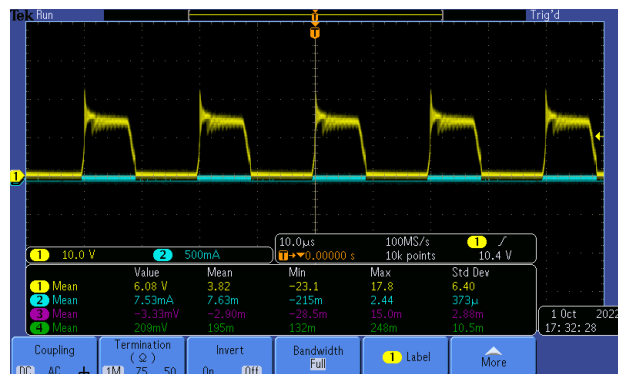 Tek Run Trig'd
T
T
1
1 10.0 V 2 500mA
10.0µs 100MS/s 1 /
T→▼0.00000 s 10k points 10.4 V
Value Mean Min Max Std Dev
1 Mean 6.08 V 3.82 −23.1 17.8 6.40
2 Mean 7.53mA 7.63m −215m 2.44 373µ
3 Mean −3.33mV −2.90m −28.5m 15.0m 2.88m
4 Mean 209mV 195m 132m 248m 10.5m
1 Oct 2022
17:32:28
Coupling
DC AC
Termination
(Ω)
1M 75 50
Invert
On Off
Bandwidth
Full
1 Label
More